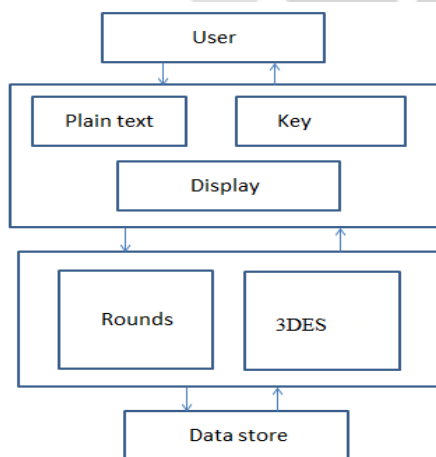 User
Plain text
Key
Display
Rounds
3DES
Data store